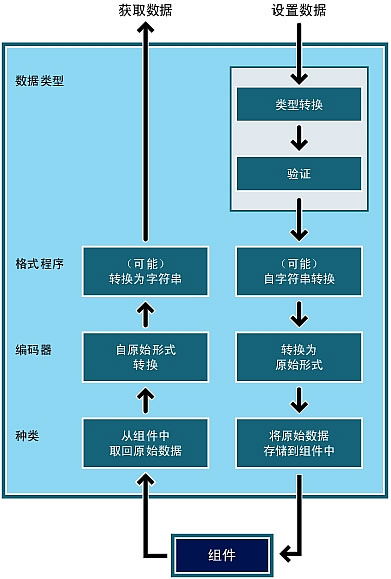 获取数据
设置数据
数据类型
类型转换
验证
格式程序
（可能）
转换为字符串
（可能）
自字符串转换
编码器
自原始形式
转换
转换为
原始形式
种类
从组件中
取回原始数据
将原始数据
存储到组件中
组件